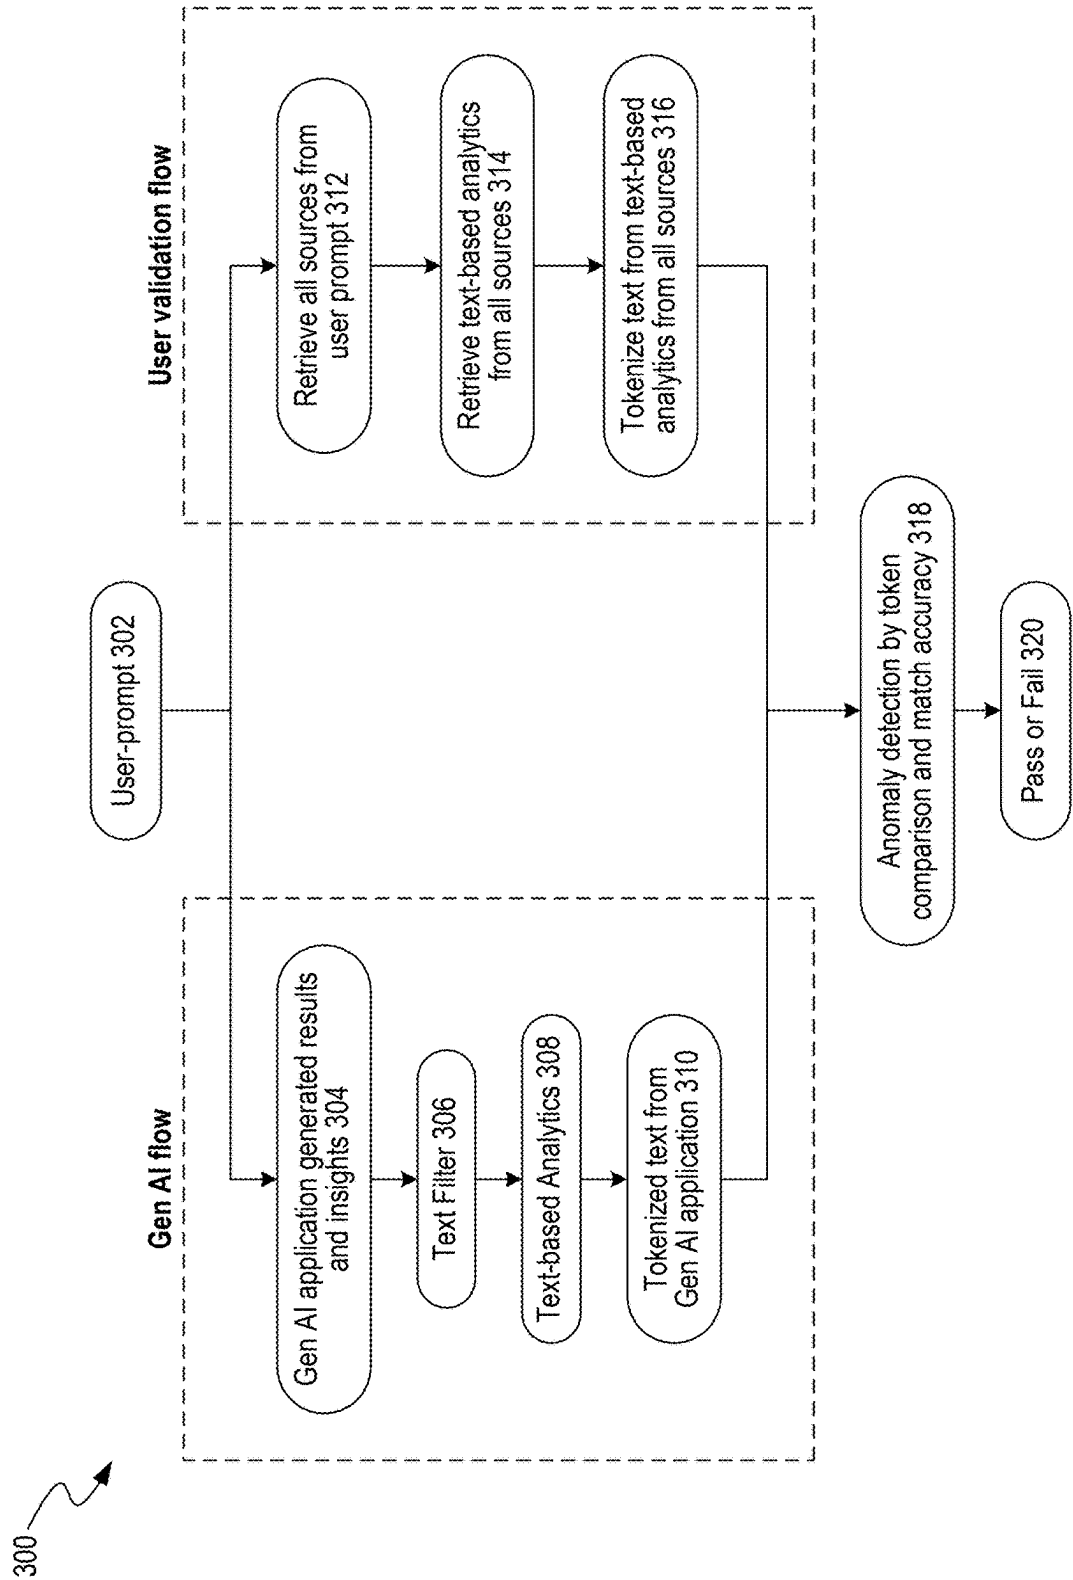 300
User-prompt 302
Gen AI flow
Gen AI application generated results
and insights 304
Text Filter 306
Text-based Analytics 308
Tokenized text from
Gen AI application 310
User validation flow
Retrieve all sources from
user prompt 312
Retrieve text-based analytics
from all sources 314
Tokenize text from text-based
analytics from all sources 316
Anomaly detection by token
comparison and match accuracy 318
Pass or Fail 320